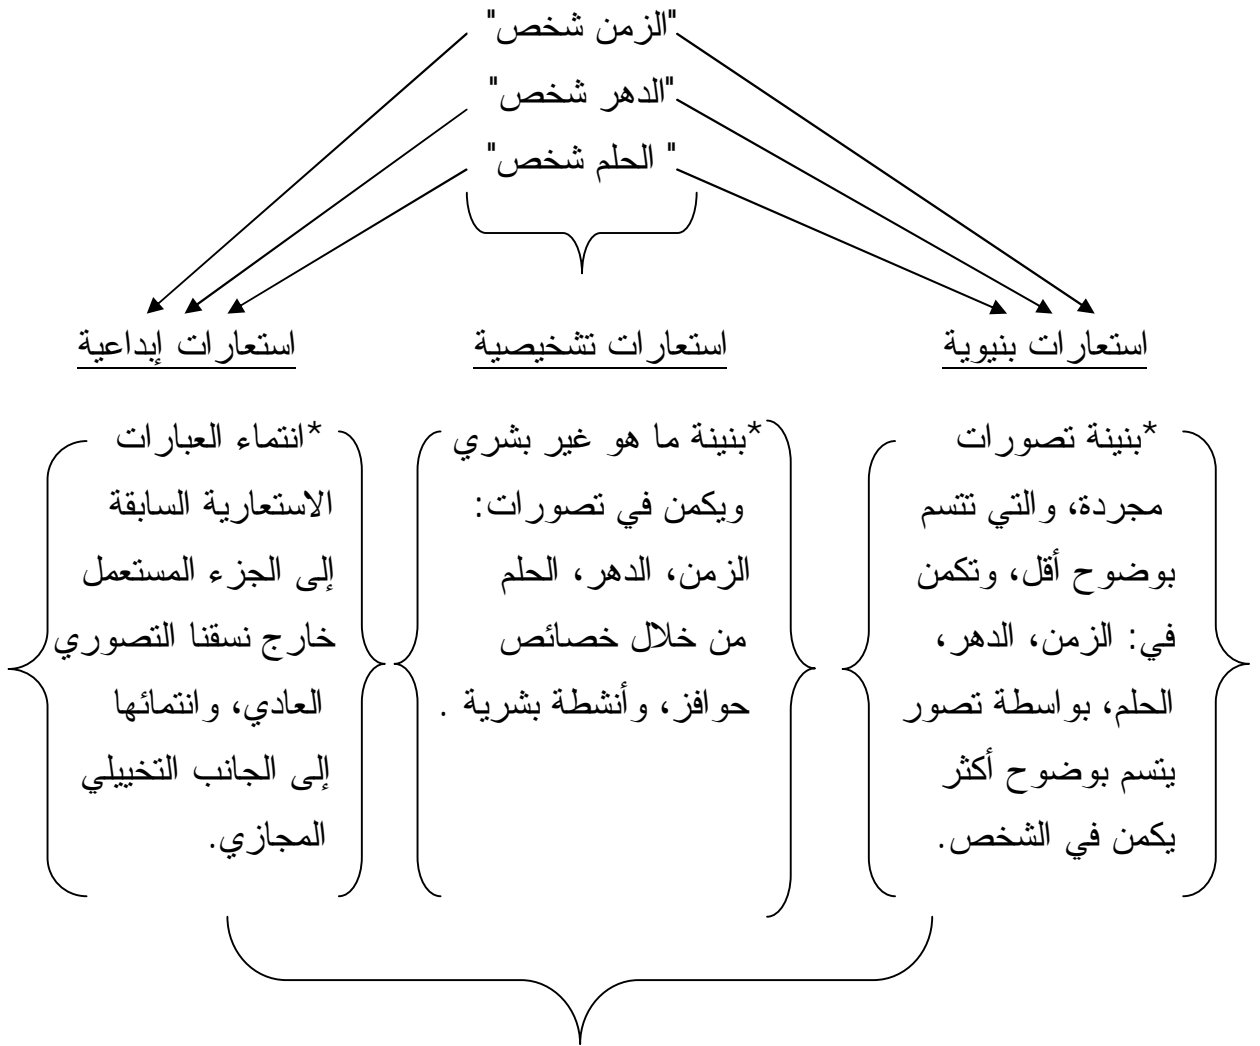 "الزمن شخص"
"الدهر شخص"
" الحلم شخص"
استعارات بنيوية
استعارات تشخيصية
استعارات إبداعية
*بنينة تصورات
مجردة، والتي تتسم
بوضوح أقل، وتكمن
في: الزمن، الدهر،
الحلم، بواسطة تصور
يتسم بوضوح أكثر
يكمن في الشخص.
*بنينة ما هو غير بشري
ويكمن في تصورات:
الزمن، الدهر، الحلم
من خلال خصائص
حوافز، وأنشطة بشرية .
*انتماء العبارات
الاستعارية السابقة
إلى الجزء المستعمل
خارج نسقنا التصوري
العادي، وانتمائها
إلى الجانب التخييلي
المجازي.